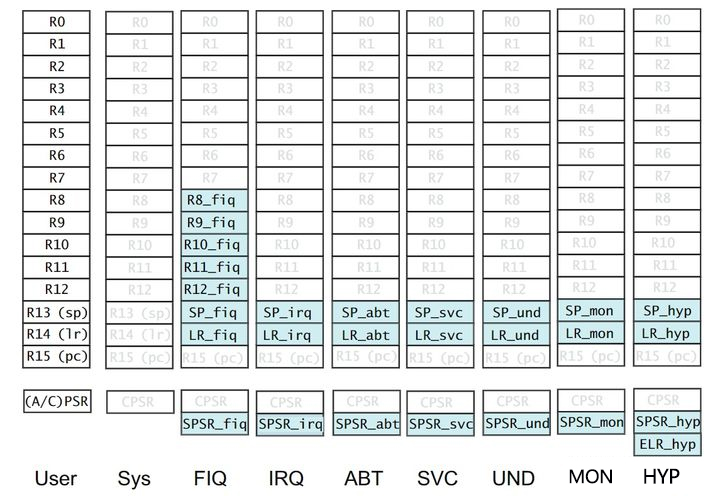 R0 R0 R0 R0 R0 R0 R0 R0 R0
R1 R1 R1 R1 R1 R1 R1 R1 R1
R2 R2 R2 R2 R2 R2 R2 R2 R2
R3 R3 R3 R3 R3 R3 R3 R3 R3
R4 R4 R4 R4 R4 R4 R4 R4 R4
R5 R5 R5 R5 R5 R5 R5 R5 R5
R6 R6 R6 R6 R6 R6 R6 R6 R6
R7 R7 R7 R7 R7 R7 R7 R7 R7
R8 R8 R8_fiq R8 R8 R8 R8 R8 R8
R9 R9 R9_fiq R9 R9 R9 R9 R9 R9
R10 R10 R10_fiq R10 R10 R10 R10 R10 R10
R11 R11 R11_fiq R11 R11 R11 R11 R11 R11
R12 R12 R12_fiq R12 R12 R12 R12 R12 R12
R13 (sp) R13 (sp) SP_fiq SP_irq SP_abt SP_svc SP_und SP_mon SP_hyp
R14 (lr) R14 (lr) LR_fiq LR_irq LR_abt LR_svc LR_und LR_mon LR_hyp
R15 (pc) R15 (pc) R15 (pc) R15 (pc) R15 (pc) R15 (pc) R15 (pc) R15 (pc) R15 (pc)
(A/C)PSR CPSR CPSR CPSR CPSR CPSR CPSR CPSR CPSR
SPSR_fiq SPSR_irq SPSR_abt SPSR_svc SPSR_und SPSR_mon SPSR_hyp
ELR_hyp
User Sys FIQ IRQ ABT SVC UND MON HYP